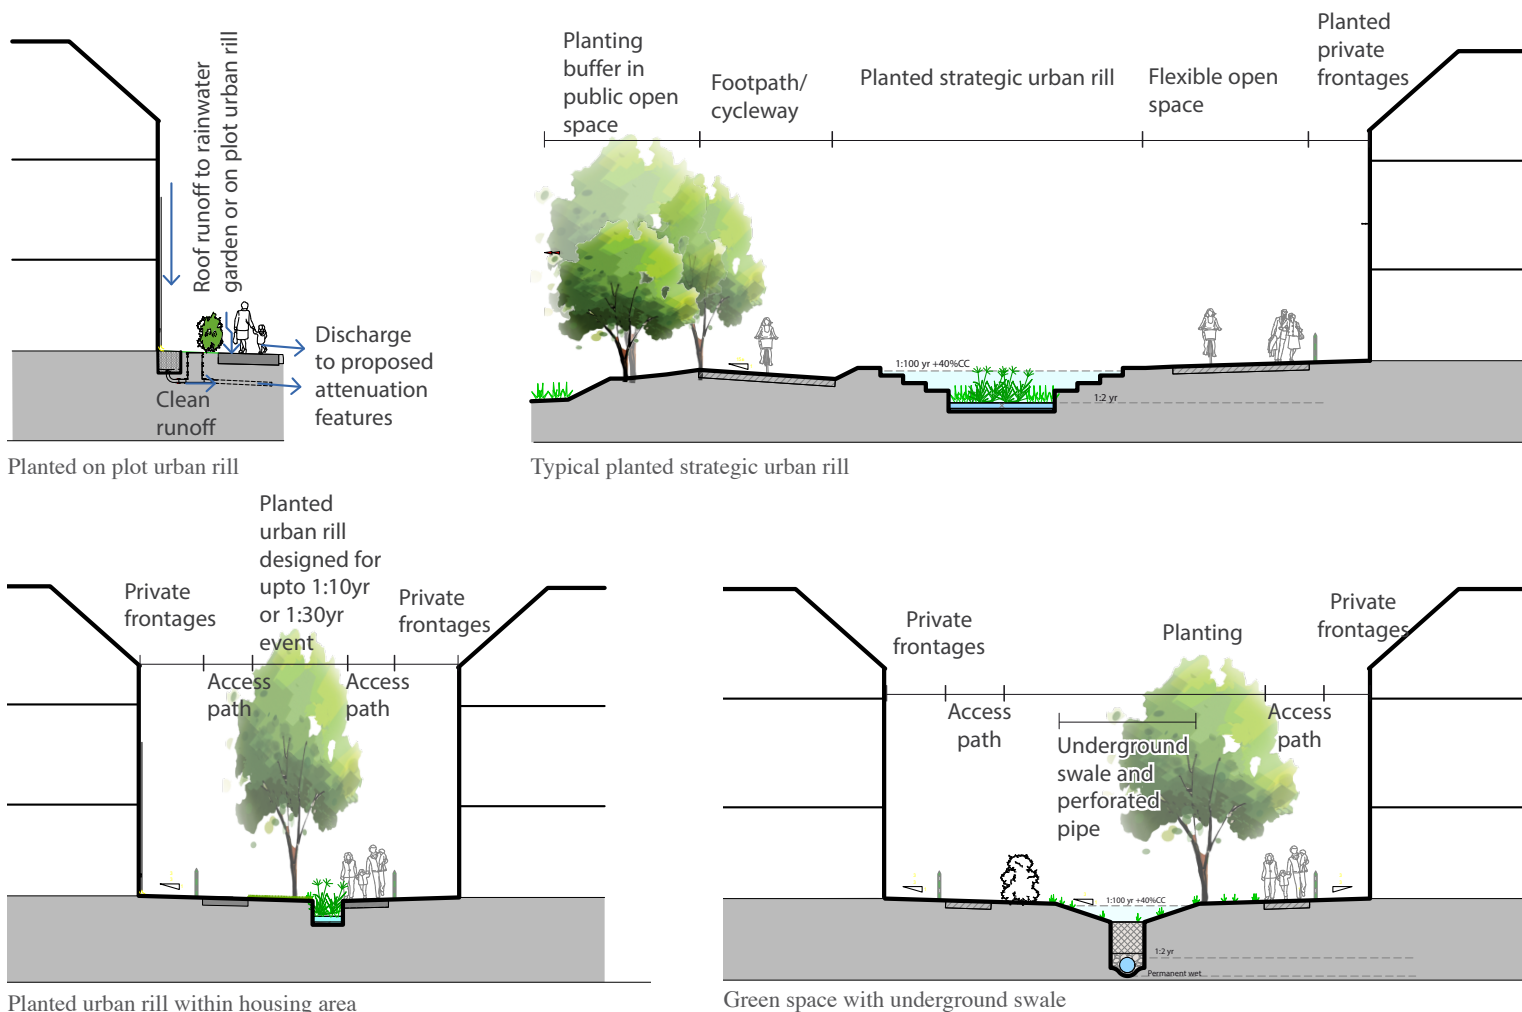 Roof runoff to rainwater
garden or on plot urban rill
Discharge
to proposed
attenuation
features
Clean
runoff
Planted on plot urban rill
Planting
buffer in
public open
space
Footpath/
cycleway
Planted strategic urban rill
Flexible open
space
Planted
private
frontages
1:100 yr +40%CC
1:2 yr
Typical planted strategic urban rill
Planted
urban rill
designed for
upto 1:10yr
or 1:30yr
event
Private
frontages
Private
frontages
Access
path
Access
path
Planted urban rill within housing area
Private
frontages
Planting
Private
frontages
Access
path
Access
path
Underground
swale and
perforated
pipe
1:100 yr +40%CC
1:2 yr
Permanent wet
Green space with underground swale